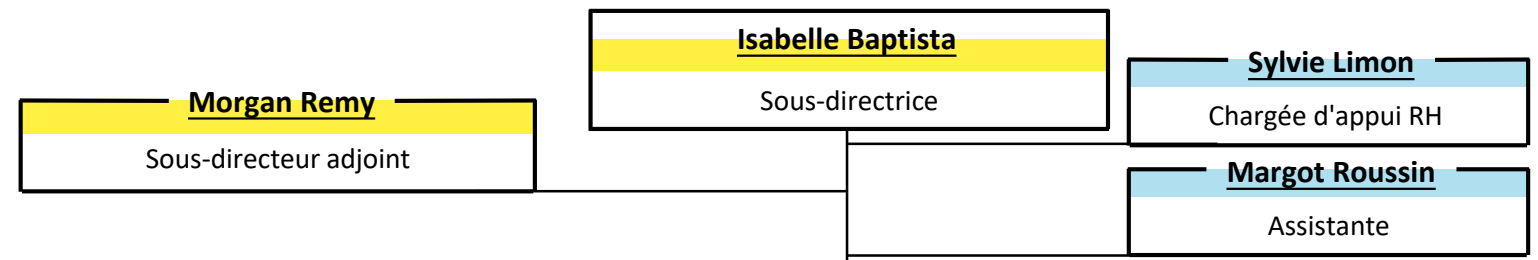 Isabelle Baptista
Sous-directrice
Morgan Remy
Sous-directeur adjoint
Sylvie Limon
Chargée d'appui RH
Margot Roussin
Assistante